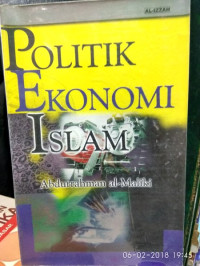 AL-IZZAH
POLITIK
EKONOMI
ISLAM
Abdurrahman al-Maliki
06-02-2018 19:45